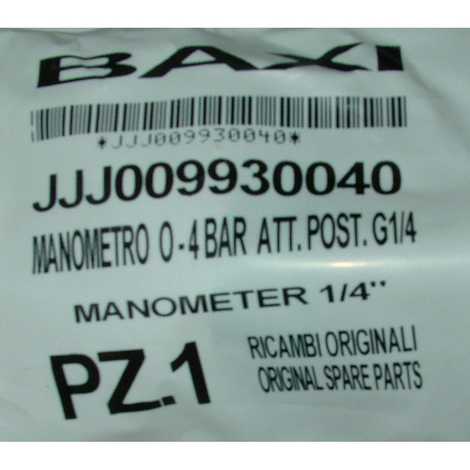 BAXI
*JJJ009930040*
JJJ009930040
MANOMETRO 0-4 BAR ATT. POST. G1/4
MANOMETER 1/4"
PZ.1
RICAMBI ORIGINALI
ORIGINAL SPARE PARTS